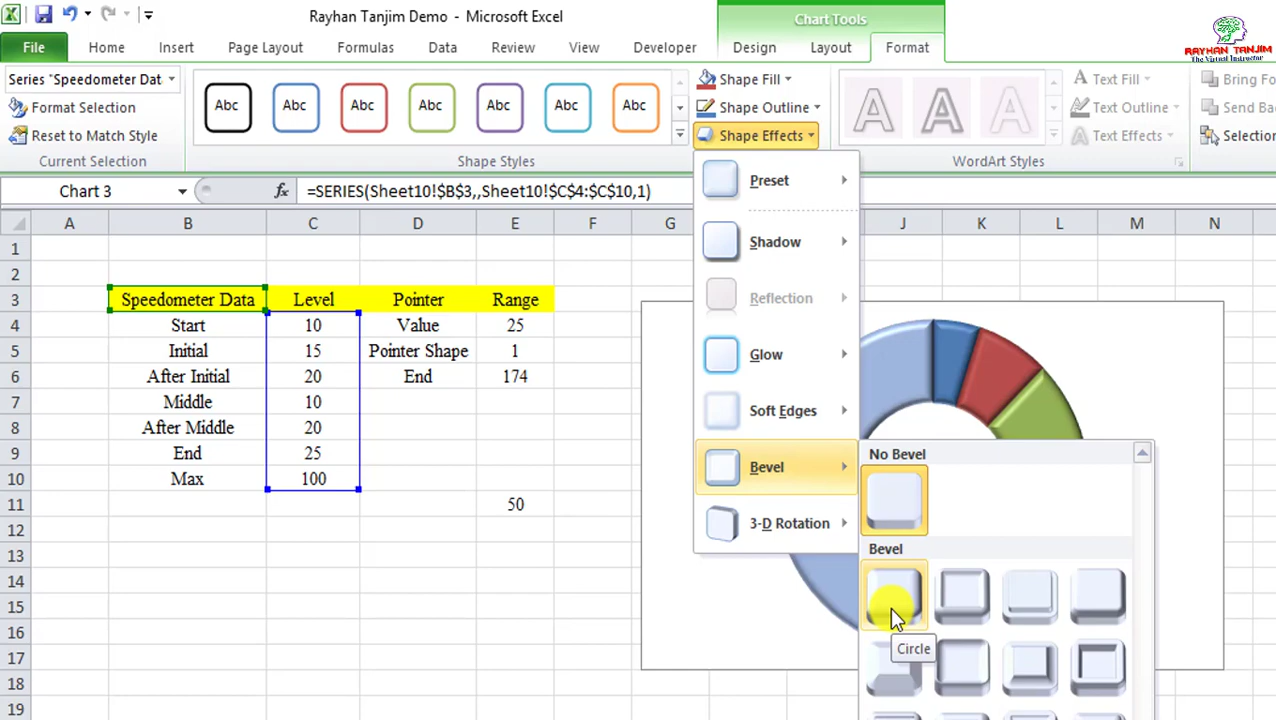 Rayhan Tanjim Demo - Microsoft Excel
Chart Tools
RAYHAN TANJIM
The Virtual Instructor
File Home Insert Page Layout Formulas Data Review View Developer Design Layout Format
Series "Speedometer Dat
Format Selection
Reset to Match Style
Current Selection
Abc Abc Abc Abc Abc Abc Abc
Shape Styles
Shape Fill
Shape Outline
Shape Effects
A A A
WordArt Styles
Text Fill
Text Outline
Text Effects
Bring Fo
Send Ba
Selection
Chart 3 fx =SERIES(Sheet10!$B$3,,Sheet10!$C$4:$C$10,1)
A B C D E F G J K L M N
1
2
3 Speedometer Data Level Pointer Range
4 Start 10 Value 25
5 Initial 15 Pointer Shape 1
6 After Initial 20 End 174
7 Middle 10
8 After Middle 20
9 End 25
10 Max 100
11 50
12
13
14
15
16
17
18
19
Preset
Shadow
Reflection
Glow
Soft Edges
Bevel
3-D Rotation
No Bevel
Bevel
Circle